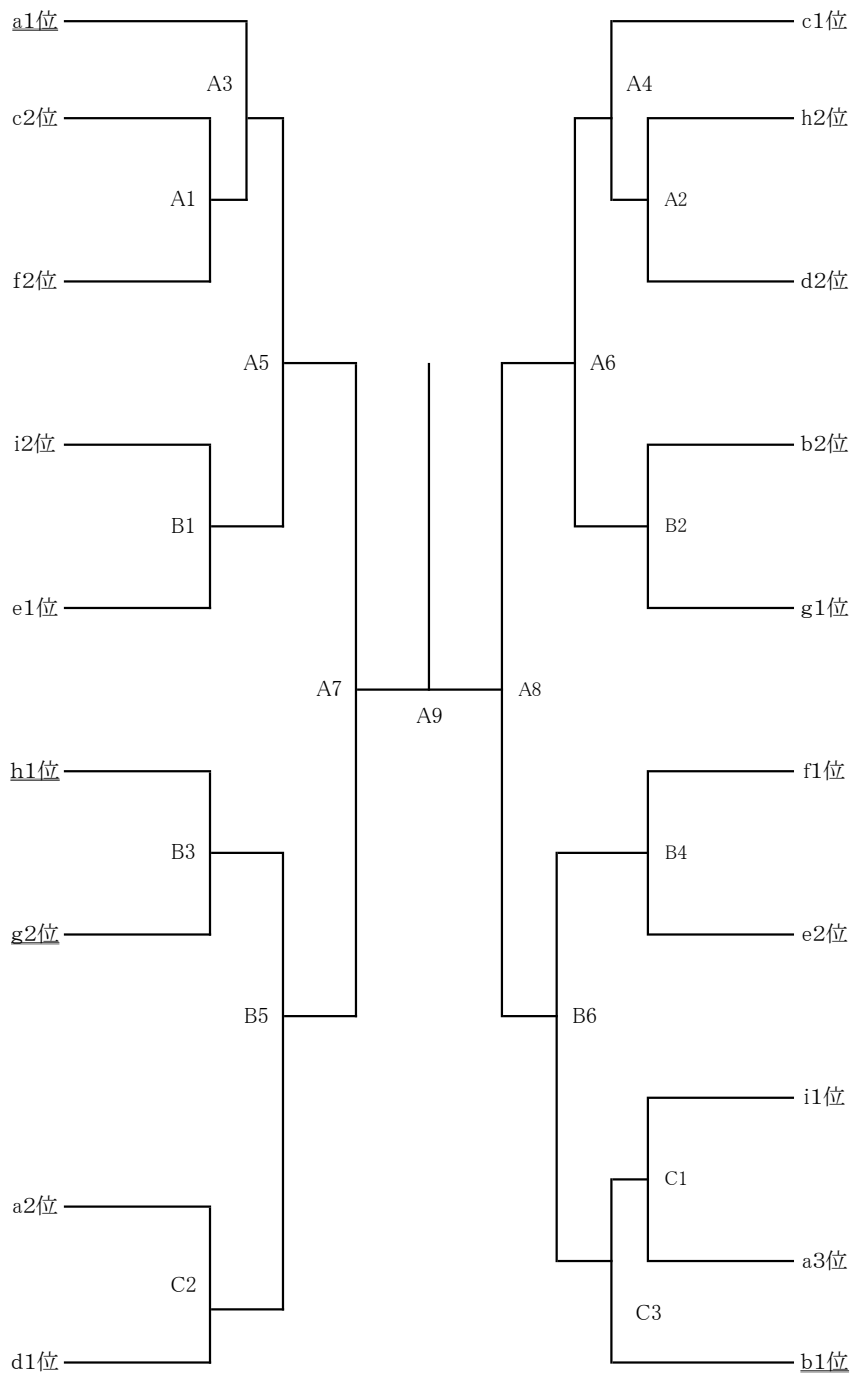 a1位 c1位
A3 A4
c2位 h2位
A1 A2
f2位 d2位
A5 A6
i2位 b2位
B1 B2
e1位 g1位
A7 A8
A9
h1位 f1位
B3 B4
g2位 e2位
B5 B6
i1位
C1
a2位
a3位
C2
C3
d1位 b1位